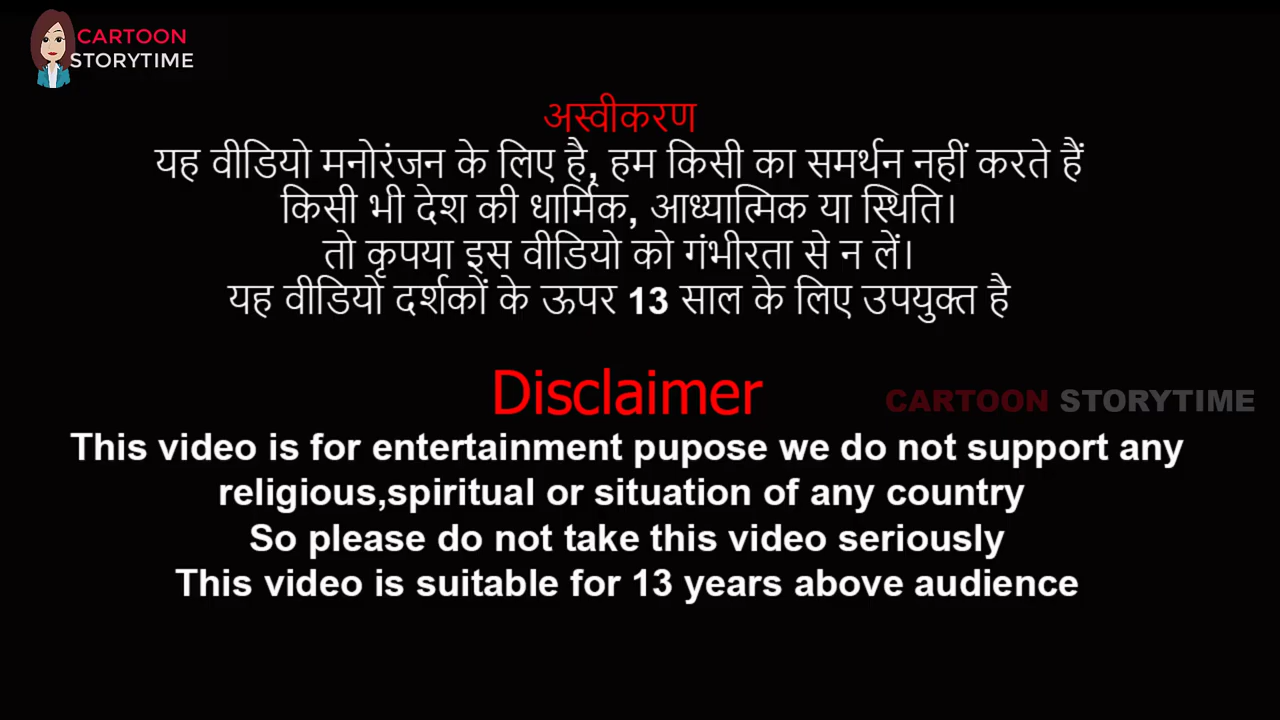 CARTOON
STORYTIME
अस्वीकरण
यह वीडियो मनोरंजन के लिए है, हम किसी का समर्थन नहीं करते हैं
किसी भी देश की धार्मिक, आध्यात्मिक या स्थिति।
तो कृपया इस वीडियो को गंभीरता से न लें।
यह वीडियो दर्शकों के ऊपर 13 साल के लिए उपयुक्त है
Disclaimer
CARTOON STORYTIME
This video is for entertainment pupose we do not support any
religious,spiritual or situation of any country
So please do not take this video seriously
This video is suitable for 13 years above audience